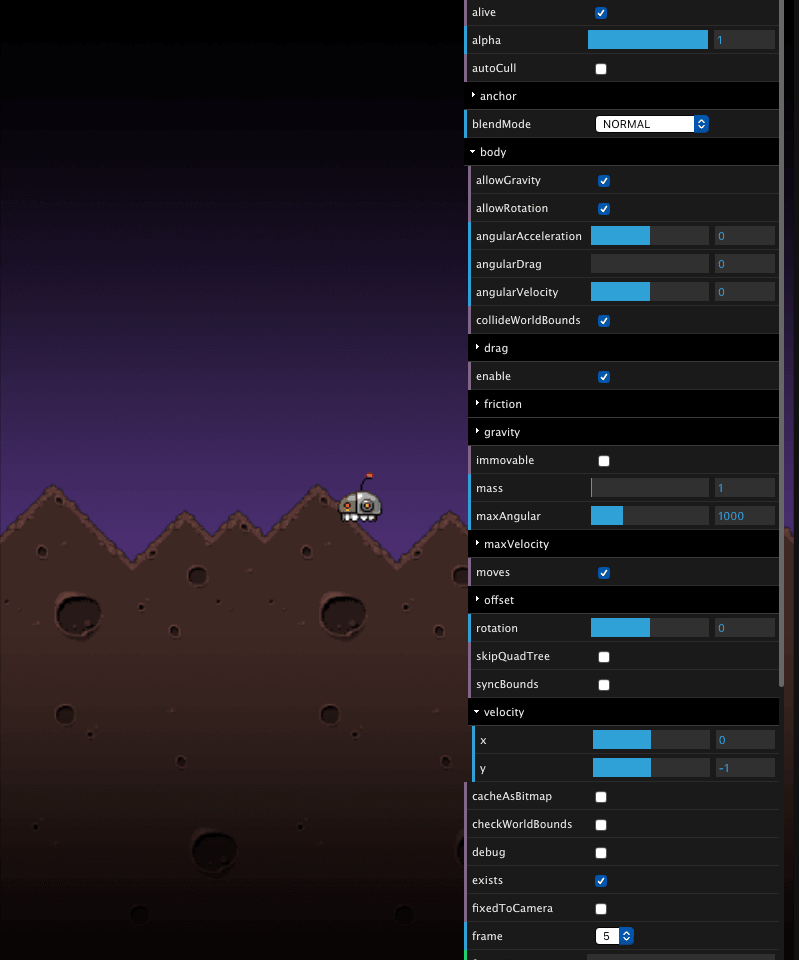 alive
alpha 1
autoCull
anchor
blendMode NORMAL
body
allowGravity
allowRotation
angularAcceleration 0
angularDrag 0
angularVelocity 0
collideWorldBounds
drag
enable
friction
gravity
immovable
mass 1
maxAngular 1000
maxVelocity
moves
offset
rotation 0
skipQuadTree
syncBounds
velocity
x 0
y -1
cacheAsBitmap
checkWorldBounds
debug
exists
fixedToCamera
frame 5